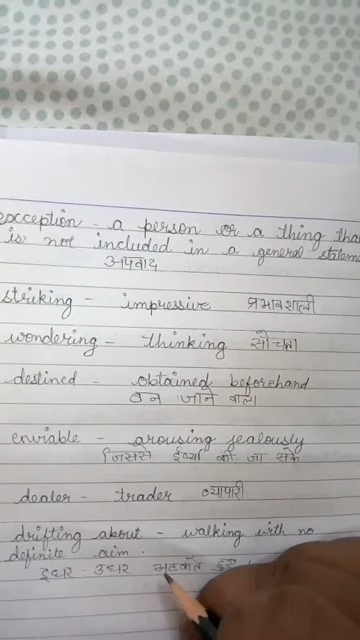 exception - a person or a thing that
is not included in a general statem
अपवाद
striking - impressive प्रभावशाली
wondering - thinking सोचना
destined - obtained beforehand
बन जाने वाला
enviable - arousing jealously
जिससे ईर्ष्या की जा सके
dealer - trader व्यापारी
drifting about - walking with no
definite aim.
इधर - उधर भटकते हुए